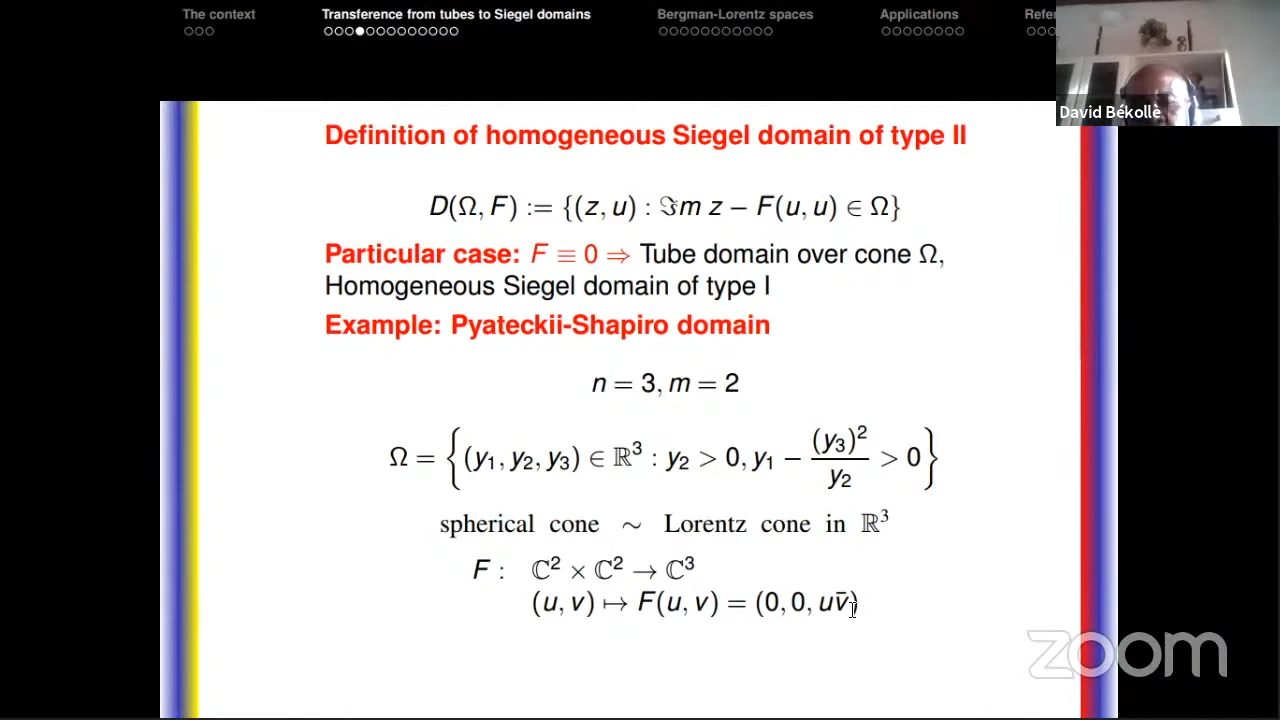 The context
Transference from tubes to Siegel domains
Bergman-Lorentz spaces
Applications
Refer
David Békollè
Definition of homogeneous Siegel domain of type II
D(Ω, F) := {(z, u) : ℑm z − F(u, u) ∈ Ω}
Particular case: F ≡ 0 ⇒ Tube domain over cone Ω,
Homogeneous Siegel domain of type I
Example: Pyateckii-Shapiro domain
n = 3, m = 2
Ω = {(y₁, y₂, y₃) ∈ ℝ³ : y₂ > 0, y₁ − (y₃)²/y₂ > 0}
spherical cone ∼ Lorentz cone in ℝ³
F : ℂ² × ℂ² → ℂ³
(u, v) ↦ F(u, v) = (0, 0, uv̄)
zoom